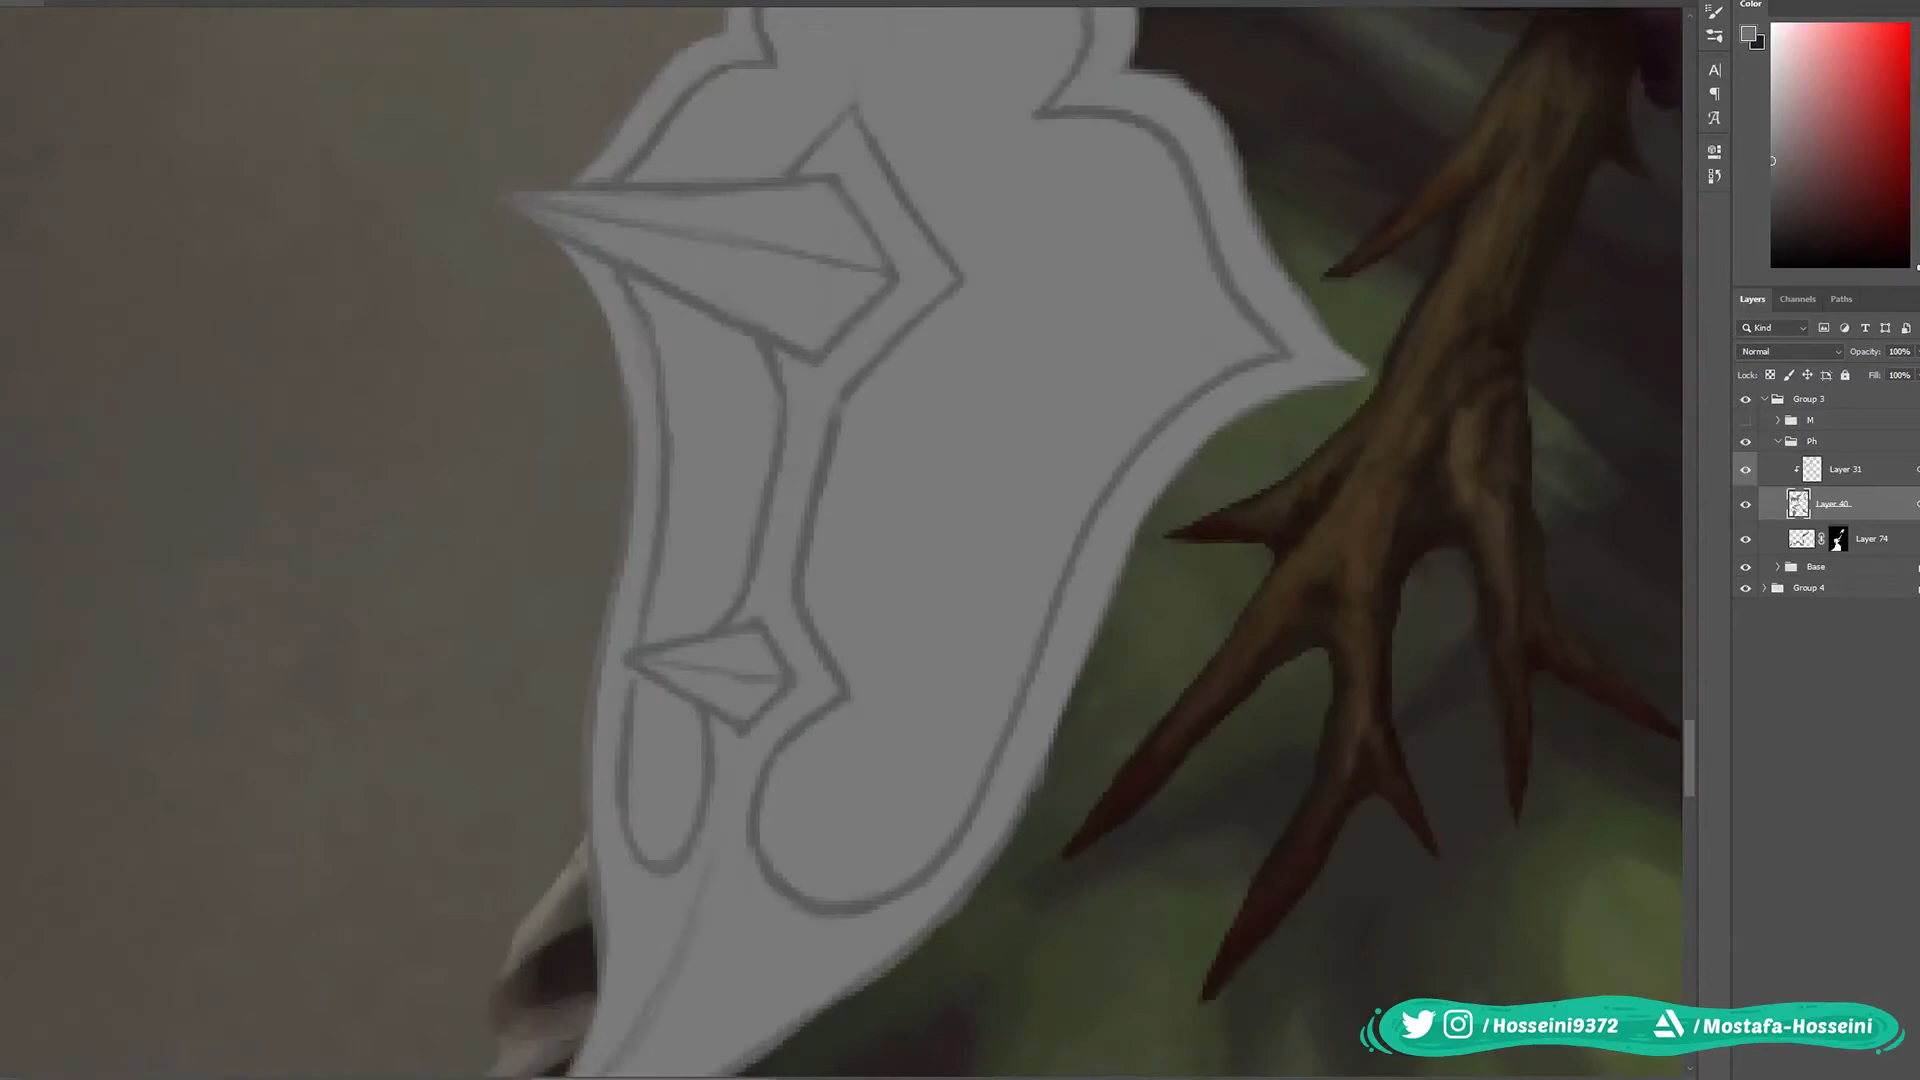 Color
Layers
Channels
Paths
Kind
Normal
Opacity: 100%
Lock:
Fill: 100%
Group 3
M
Ph
Layer 31
Layer 40
Layer 74
Base
Group 4
/Hosseini9372
/Mostafa-Hosseini